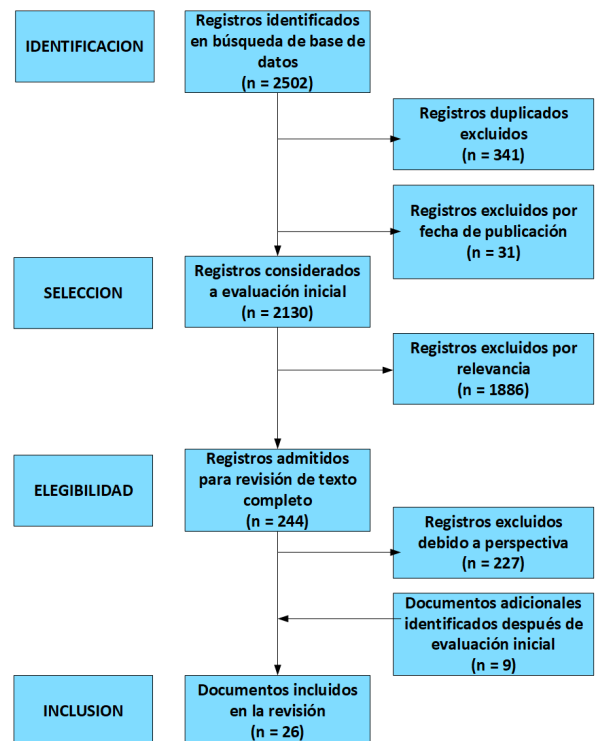 IDENTIFICACION
Registros identificados
en búsqueda de base de
datos
(n = 2502)
Registros duplicados
excluidos
(n = 341)
Registros excluidos por
fecha de publicación
(n = 31)
SELECCION
Registros considerados
a evaluación inicial
(n = 2130)
Registros excluidos por
relevancia
(n = 1886)
ELEGIBILIDAD
Registros admitidos
para revisión de texto
completo
(n = 244)
Registros excluidos
debido a perspectiva
(n = 227)
Documentos adicionales
identificados después de
evaluación inicial
(n = 9)
INCLUSION
Documentos incluidos
en la revisión
(n = 26)